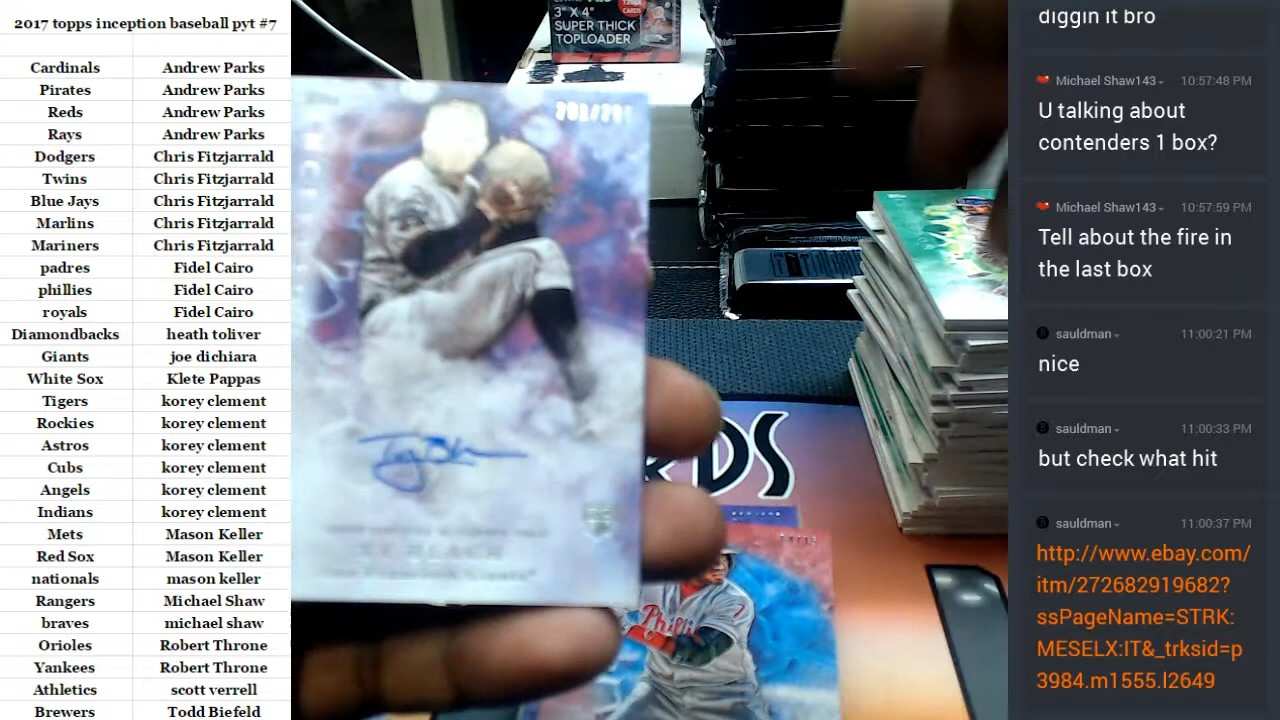 2017 topps inception baseball pyt #7
Cardinals Andrew Parks
Pirates Andrew Parks
Reds Andrew Parks
Rays Andrew Parks
Dodgers Chris Fitzjarrald
Twins Chris Fitzjarrald
Blue Jays Chris Fitzjarrald
Marlins Chris Fitzjarrald
Mariners Chris Fitzjarrald
padres Fidel Cairo
phillies Fidel Cairo
royals Fidel Cairo
Diamondbacks heath toliver
Giants joe dichiara
White Sox Klete Pappas
Tigers korey clement
Rockies korey clement
Astros korey clement
Cubs korey clement
Angels korey clement
Indians korey clement
Mets Mason Keller
Red Sox Mason Keller
nationals mason keller
Rangers Michael Shaw
braves michael shaw
Orioles Robert Throne
Yankees Robert Throne
Athletics scott verrell
Brewers Todd Biefeld
3" X 4"
SUPER THICK
TOPLOADER
RDS
Phillies
diggin it bro
Michael Shaw143 10:57:48 PM
U talking about
contenders 1 box?
Michael Shaw143 10:57:59 PM
Tell about the fire in
the last box
sauldman 11:00:21 PM
nice
sauldman 11:00:33 PM
but check what hit
sauldman 11:00:37 PM
http://www.ebay.com/
itm/272682919682?
ssPageName=STRK:
MESELX:IT&_trksid=p
3984.m1555.l2649